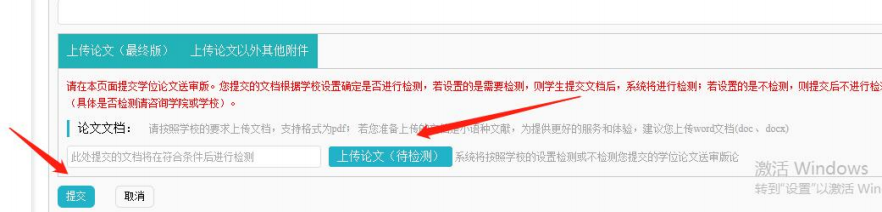 上传论文（最终版） 上传论文以外其他附件
请在本页面提交学位论文送审版。您提交的文档根据学校设置确定是否进行检测，若设置的是需要检测，则学生提交文档后，系统将进行检测；若设置的是不检测，则提交后不进行检
（具体是否检测请咨询学院或学校）。
论文文档： 请按照学校的要求上传文档，支持格式为pdf；若您准备上传的 小语种文献，为提供更好的服务和体验，建议您上传word文档(doc、docx)
此处提交的文档将在符合条件后进行检测 上传论文（待检测） 系统将按照学校的设置检测或不检测您提交的学位论文送审版论
激活 Windows
转到"设置"以激活 Win
提交 取消